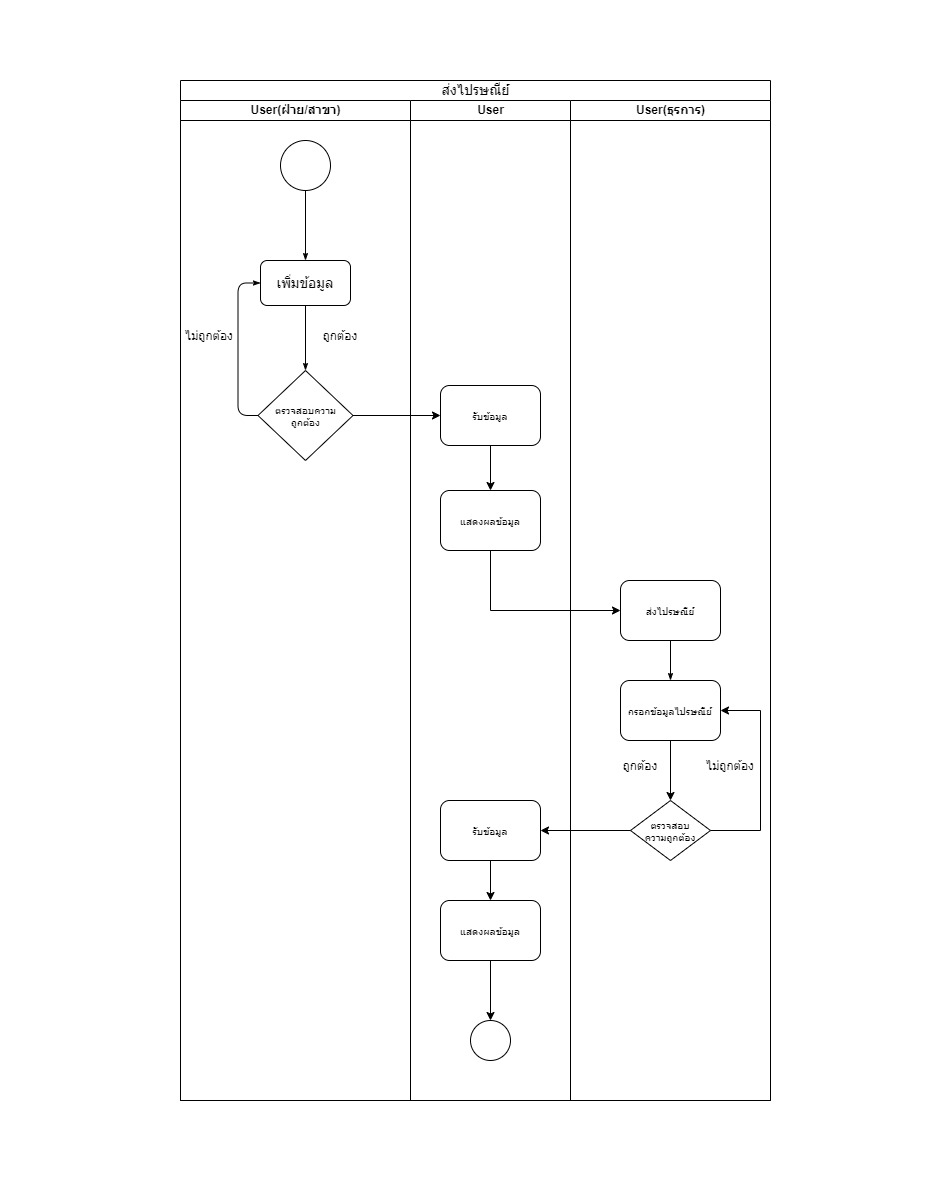 ส่งไปรษณีย์
User(ฝ่าย/สาขา)
User
User(ธุรการ)
เพิ่มข้อมูล
ไม่ถูกต้อง
ถูกต้อง
ตรวจสอบความ
ถูกต้อง
รับข้อมูล
แสดงผลข้อมูล
ส่งไปรษณีย์
กรอกข้อมูลไปรษณีย์
ถูกต้อง
ไม่ถูกต้อง
ตรวจสอบ
ความถูกต้อง
รับข้อมูล
แสดงผลข้อมูล